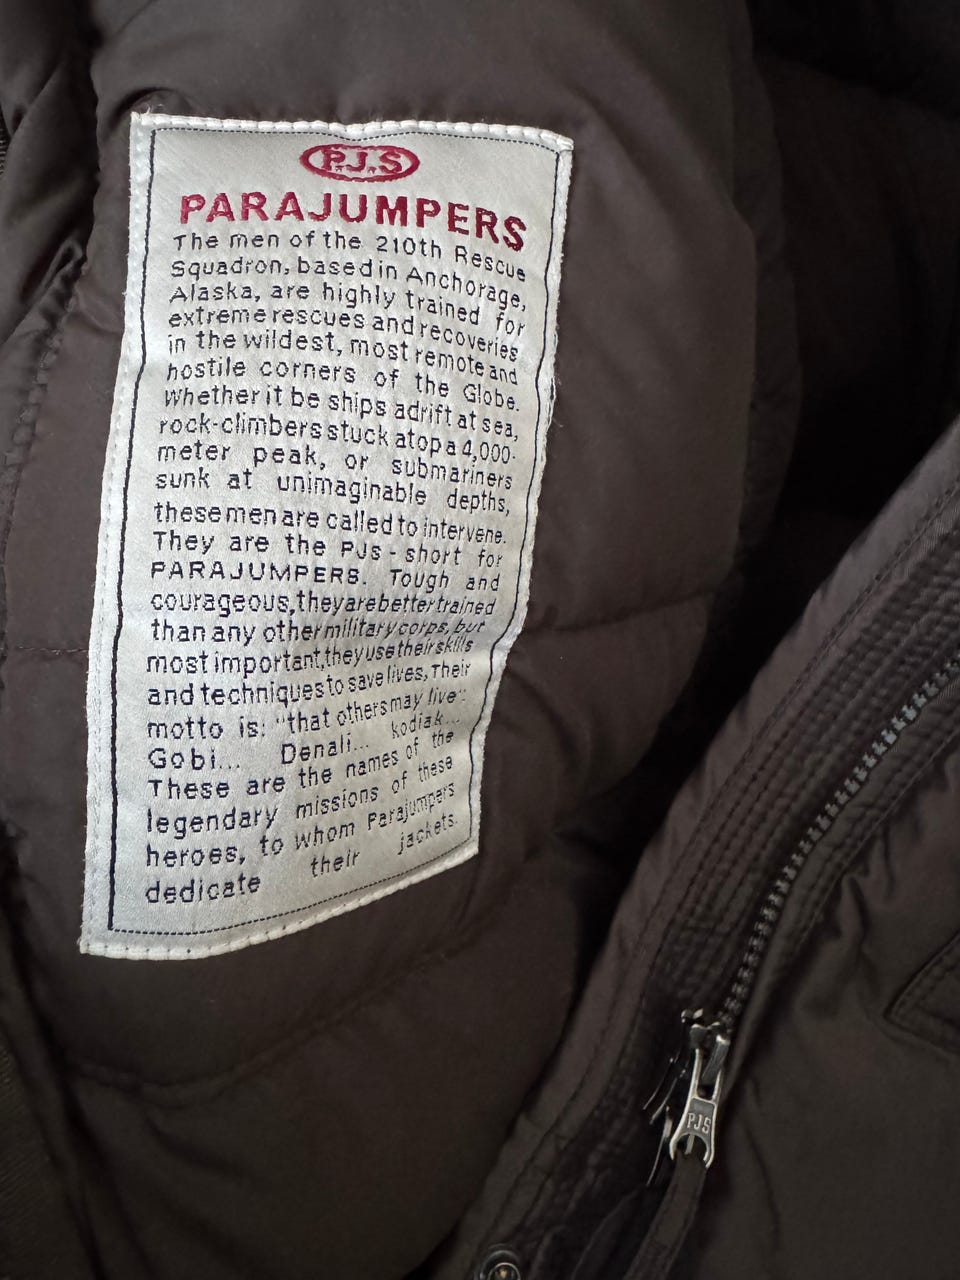 P.J.S
PARAJUMPERS
The men of the 210th Rescue
Squadron, based in Anchorage,
Alaska, are highly trained for
extreme rescues and recoveries
in the wildest, most remote and
hostile corners of the Globe.
Whether it be ships adrift at sea,
rock-climbers stuck atop a 4,000-
meter peak, or submariners
sunk at unimaginable depths,
these men are called to intervene.
They are the PJs - short for
PARAJUMPERS. Tough and
courageous, they are better trained
than any other military corps, but
most important, they use their skills
and techniques to save lives, Their
motto is: "that others may live".
Gobi... Denali... kodiak...
These are the names of the
legendary missions of these
heroes, to whom Parajumpers
dedicate their jackets.
PJS